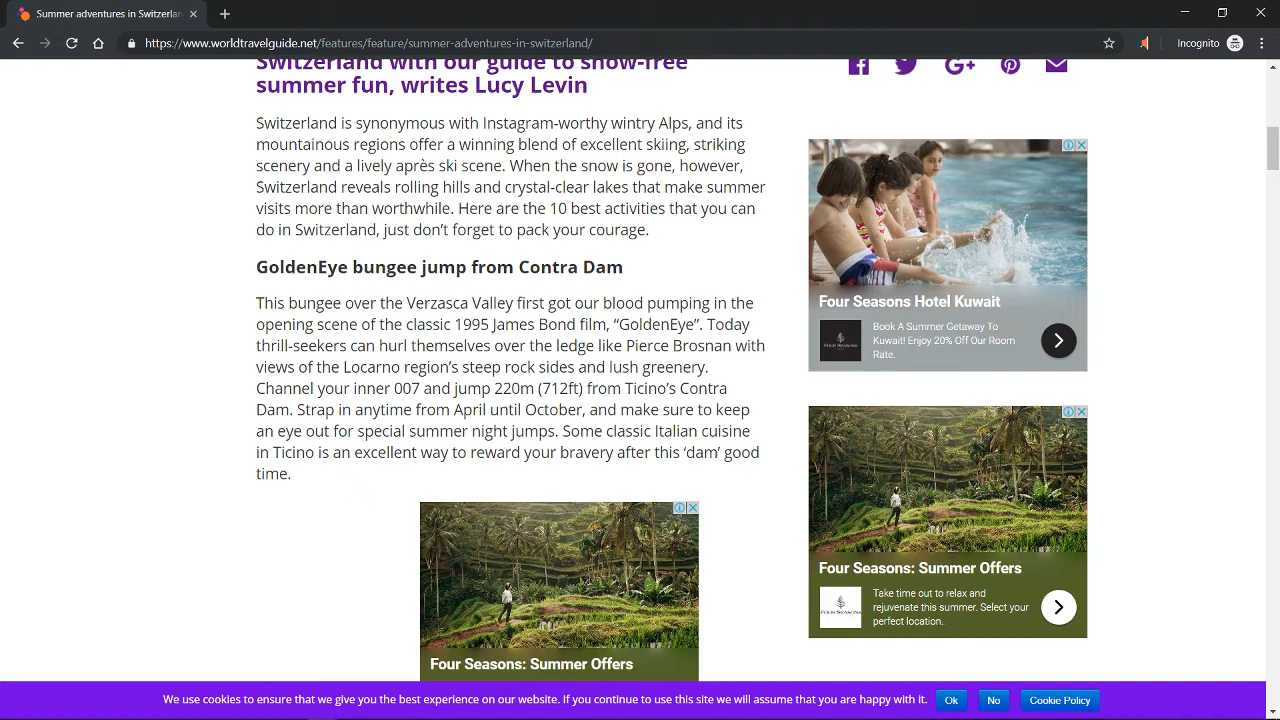 Summer adventures in Switzerlan
https://www.worldtravelguide.net/features/feature/summer-adventures-in-switzerland/
Incognito
Switzerland with our guide to snow-free
summer fun, writes Lucy Levin
Switzerland is synonymous with Instagram-worthy wintry Alps, and its
mountainous regions offer a winning blend of excellent skiing, striking
scenery and a lively après ski scene. When the snow is gone, however,
Switzerland reveals rolling hills and crystal-clear lakes that make summer
visits more than worthwhile. Here are the 10 best activities that you can
do in Switzerland, just don’t forget to pack your courage.
GoldenEye bungee jump from Contra Dam
This bungee over the Verzasca Valley first got our blood pumping in the
opening scene of the classic 1995 James Bond film, “GoldenEye”. Today
thrill-seekers can hurl themselves over the ledge like Pierce Brosnan with
views of the Locarno region’s steep rock sides and lush greenery.
Channel your inner 007 and jump 220m (712ft) from Ticino’s Contra
Dam. Strap in anytime from April until October, and make sure to keep
an eye out for special summer night jumps. Some classic Italian cuisine
in Ticino is an excellent way to reward your bravery after this ‘dam’ good
time.
Four Seasons: Summer Offers
Four Seasons Hotel Kuwait
FOUR SEASONS
Book A Summer Getaway To
Kuwait! Enjoy 20% Off Our Room
Rate.
Four Seasons: Summer Offers
FOUR SEASONS
Take time out to relax and
rejuvenate this summer. Select your
perfect location.
We use cookies to ensure that we give you the best experience on our website. If you continue to use this site we will assume that you are happy with it.
Ok
No
Cookie Policy